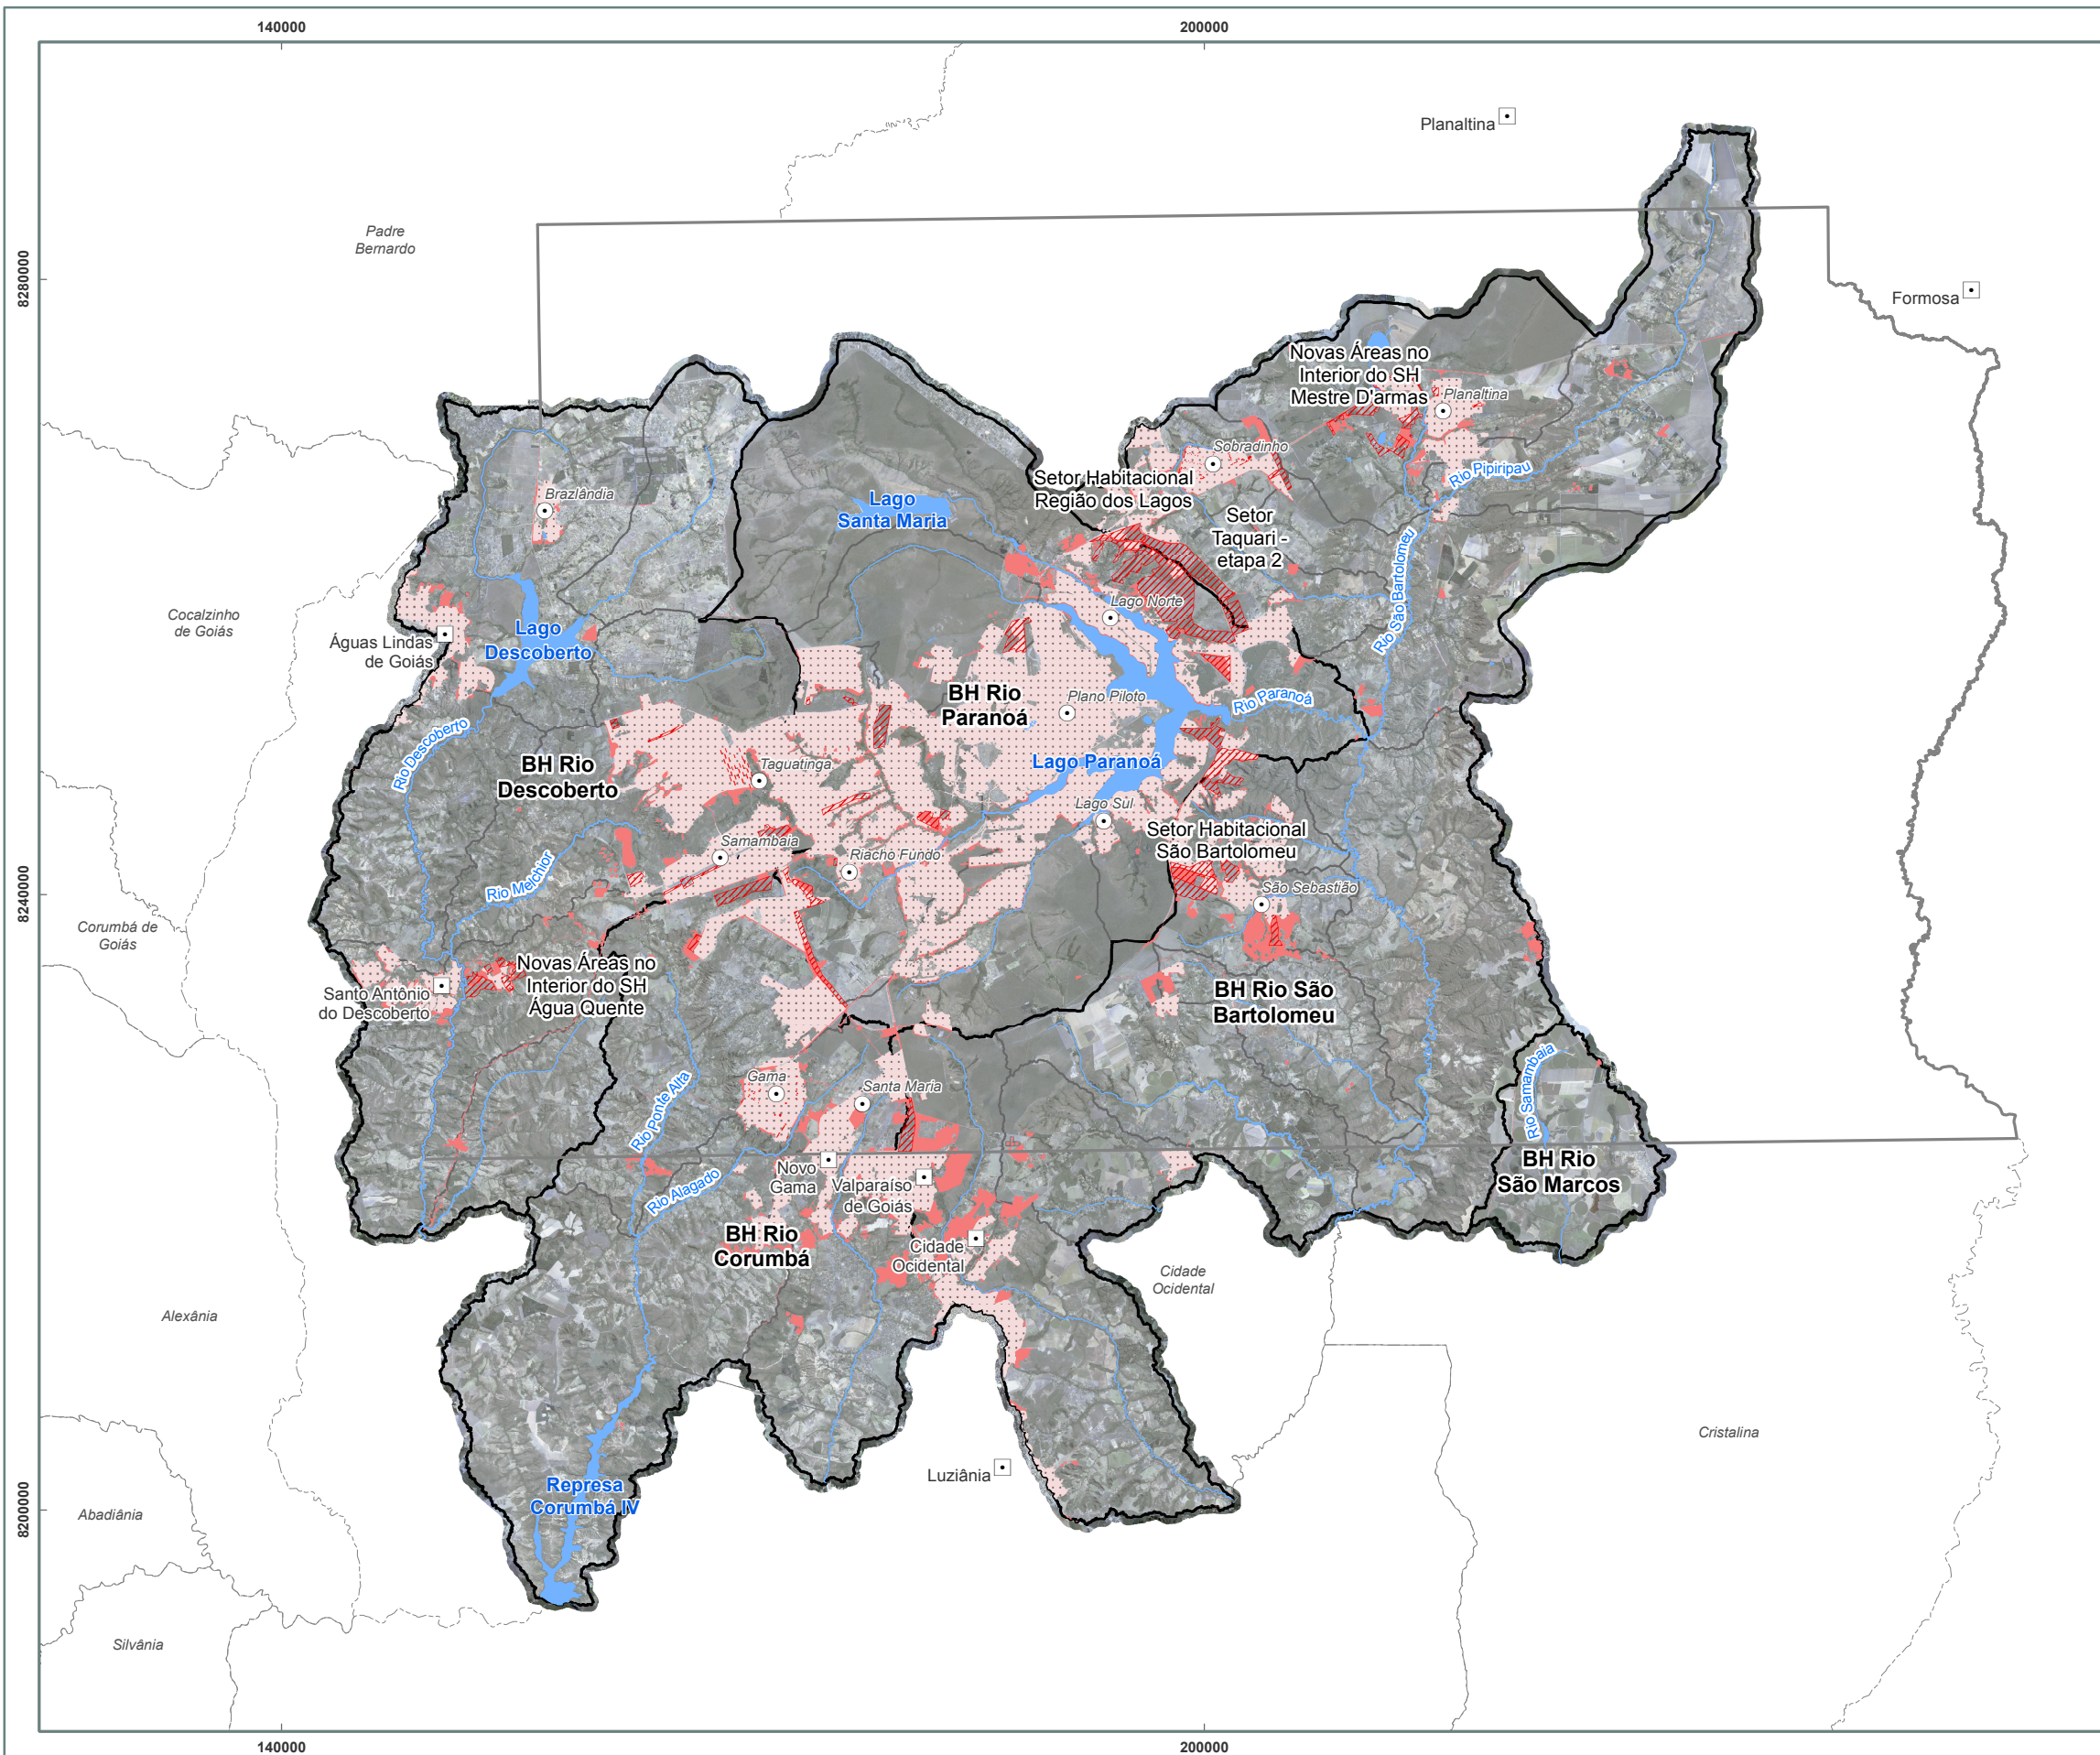 140000
200000
Planaltina
Padre
Bernardo
8280000
Formosa
Novas Áreas no
Interior do SH
Mestre D'armas
Planaltina
Sobradinho
Setor Habitacional
Região dos Lagos
Rio Pipiripau
Brazlândia
Lago
Santa Maria
Setor
Taquari -
etapa 2
Rio São Bartolomeu
Lago Norte
Cocalzinho
de Goiás
Águas Lindas
de Goiás
Lago
Descoberto
BH Rio
Paranoá
Plano Piloto
Rio Paranoá
Rio Descoberto
BH Rio
Descoberto
Taguatinga
Lago Paranoá
Lago Sul
Setor Habitacional
São Bartolomeu
Samambaia
Riacho Fundo
Rio Melchior
São Sebastião
8240000
Corumbá de
Goiás
Novas Áreas no
Interior do SH
Água Quente
Santo Antônio
do Descoberto
BH Rio São
Bartolomeu
Rio Samambaia
Gama
Santa Maria
Rio Ponte Alta
Novo
Gama
Valparaíso
de Goiás
Rio Alagado
BH Rio
São Marcos
BH Rio
Corumbá
Cidade
Ocidental
Cidade
Ocidental
Alexânia
Cristalina
Luziânia
Represa
Corumbá IV
8200000
Abadiânia
Silvânia
140000
200000